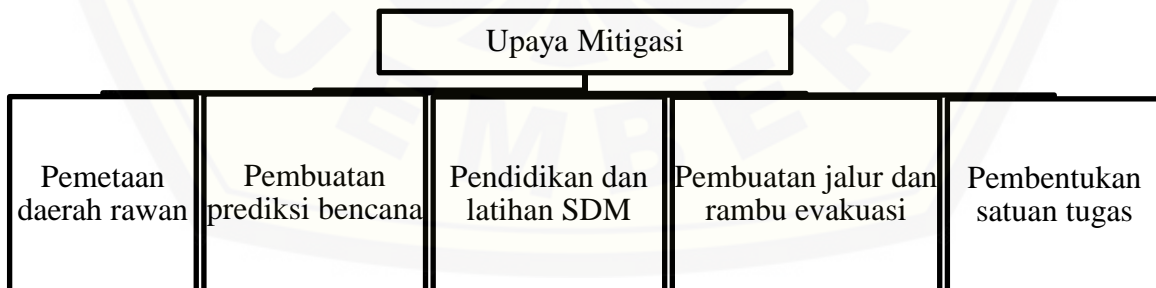 Upaya Mitigasi
Pemetaan
daerah rawan
Pembuatan
prediksi bencana
Pendidikan dan
latihan SDM
Pembuatan jalur dan
rambu evakuasi
Pembentukan
satuan tugas
JEMBER